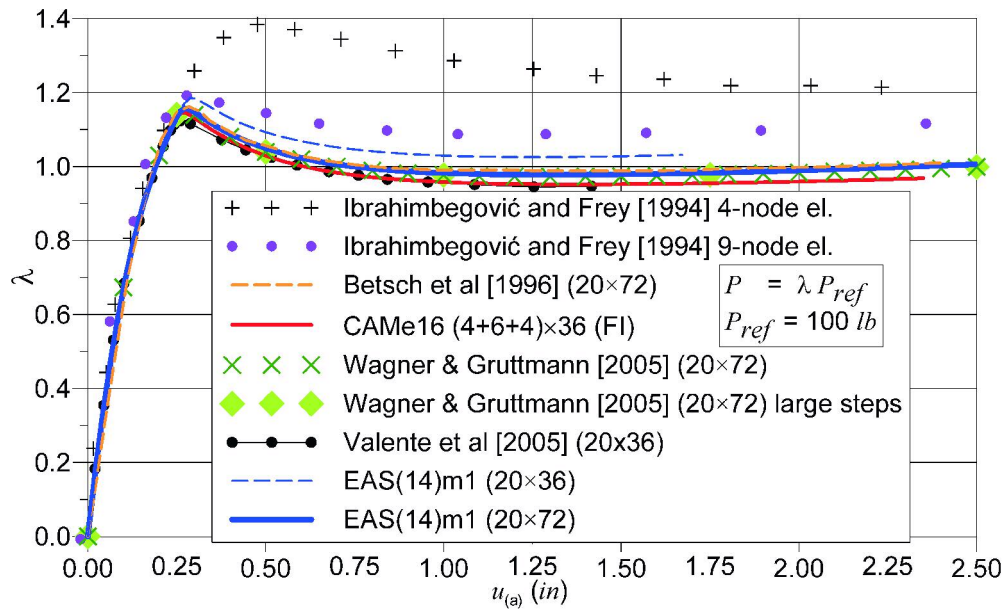 1.4
1.2
1.0
0.8
0.6
0.4
0.2
0.0
λ
Ibrahimbegović and Frey [1994] 4-node el.
Ibrahimbegović and Frey [1994] 9-node el.
Betsch et al [1996] (20×72)
CAMe16 (4+6+4)×36 (FI)
Wagner & Gruttmann [2005] (20×72)
Wagner & Gruttmann [2005] (20×72) large steps
Valente et al [2005] (20x36)
EAS(14)m1 (20×36)
EAS(14)m1 (20×72)
P = λ P_ref
P_ref = 100 lb
0.00 0.25 0.50 0.75 1.00 1.25 1.50 1.75 2.00 2.25 2.50
u_(a) (in)